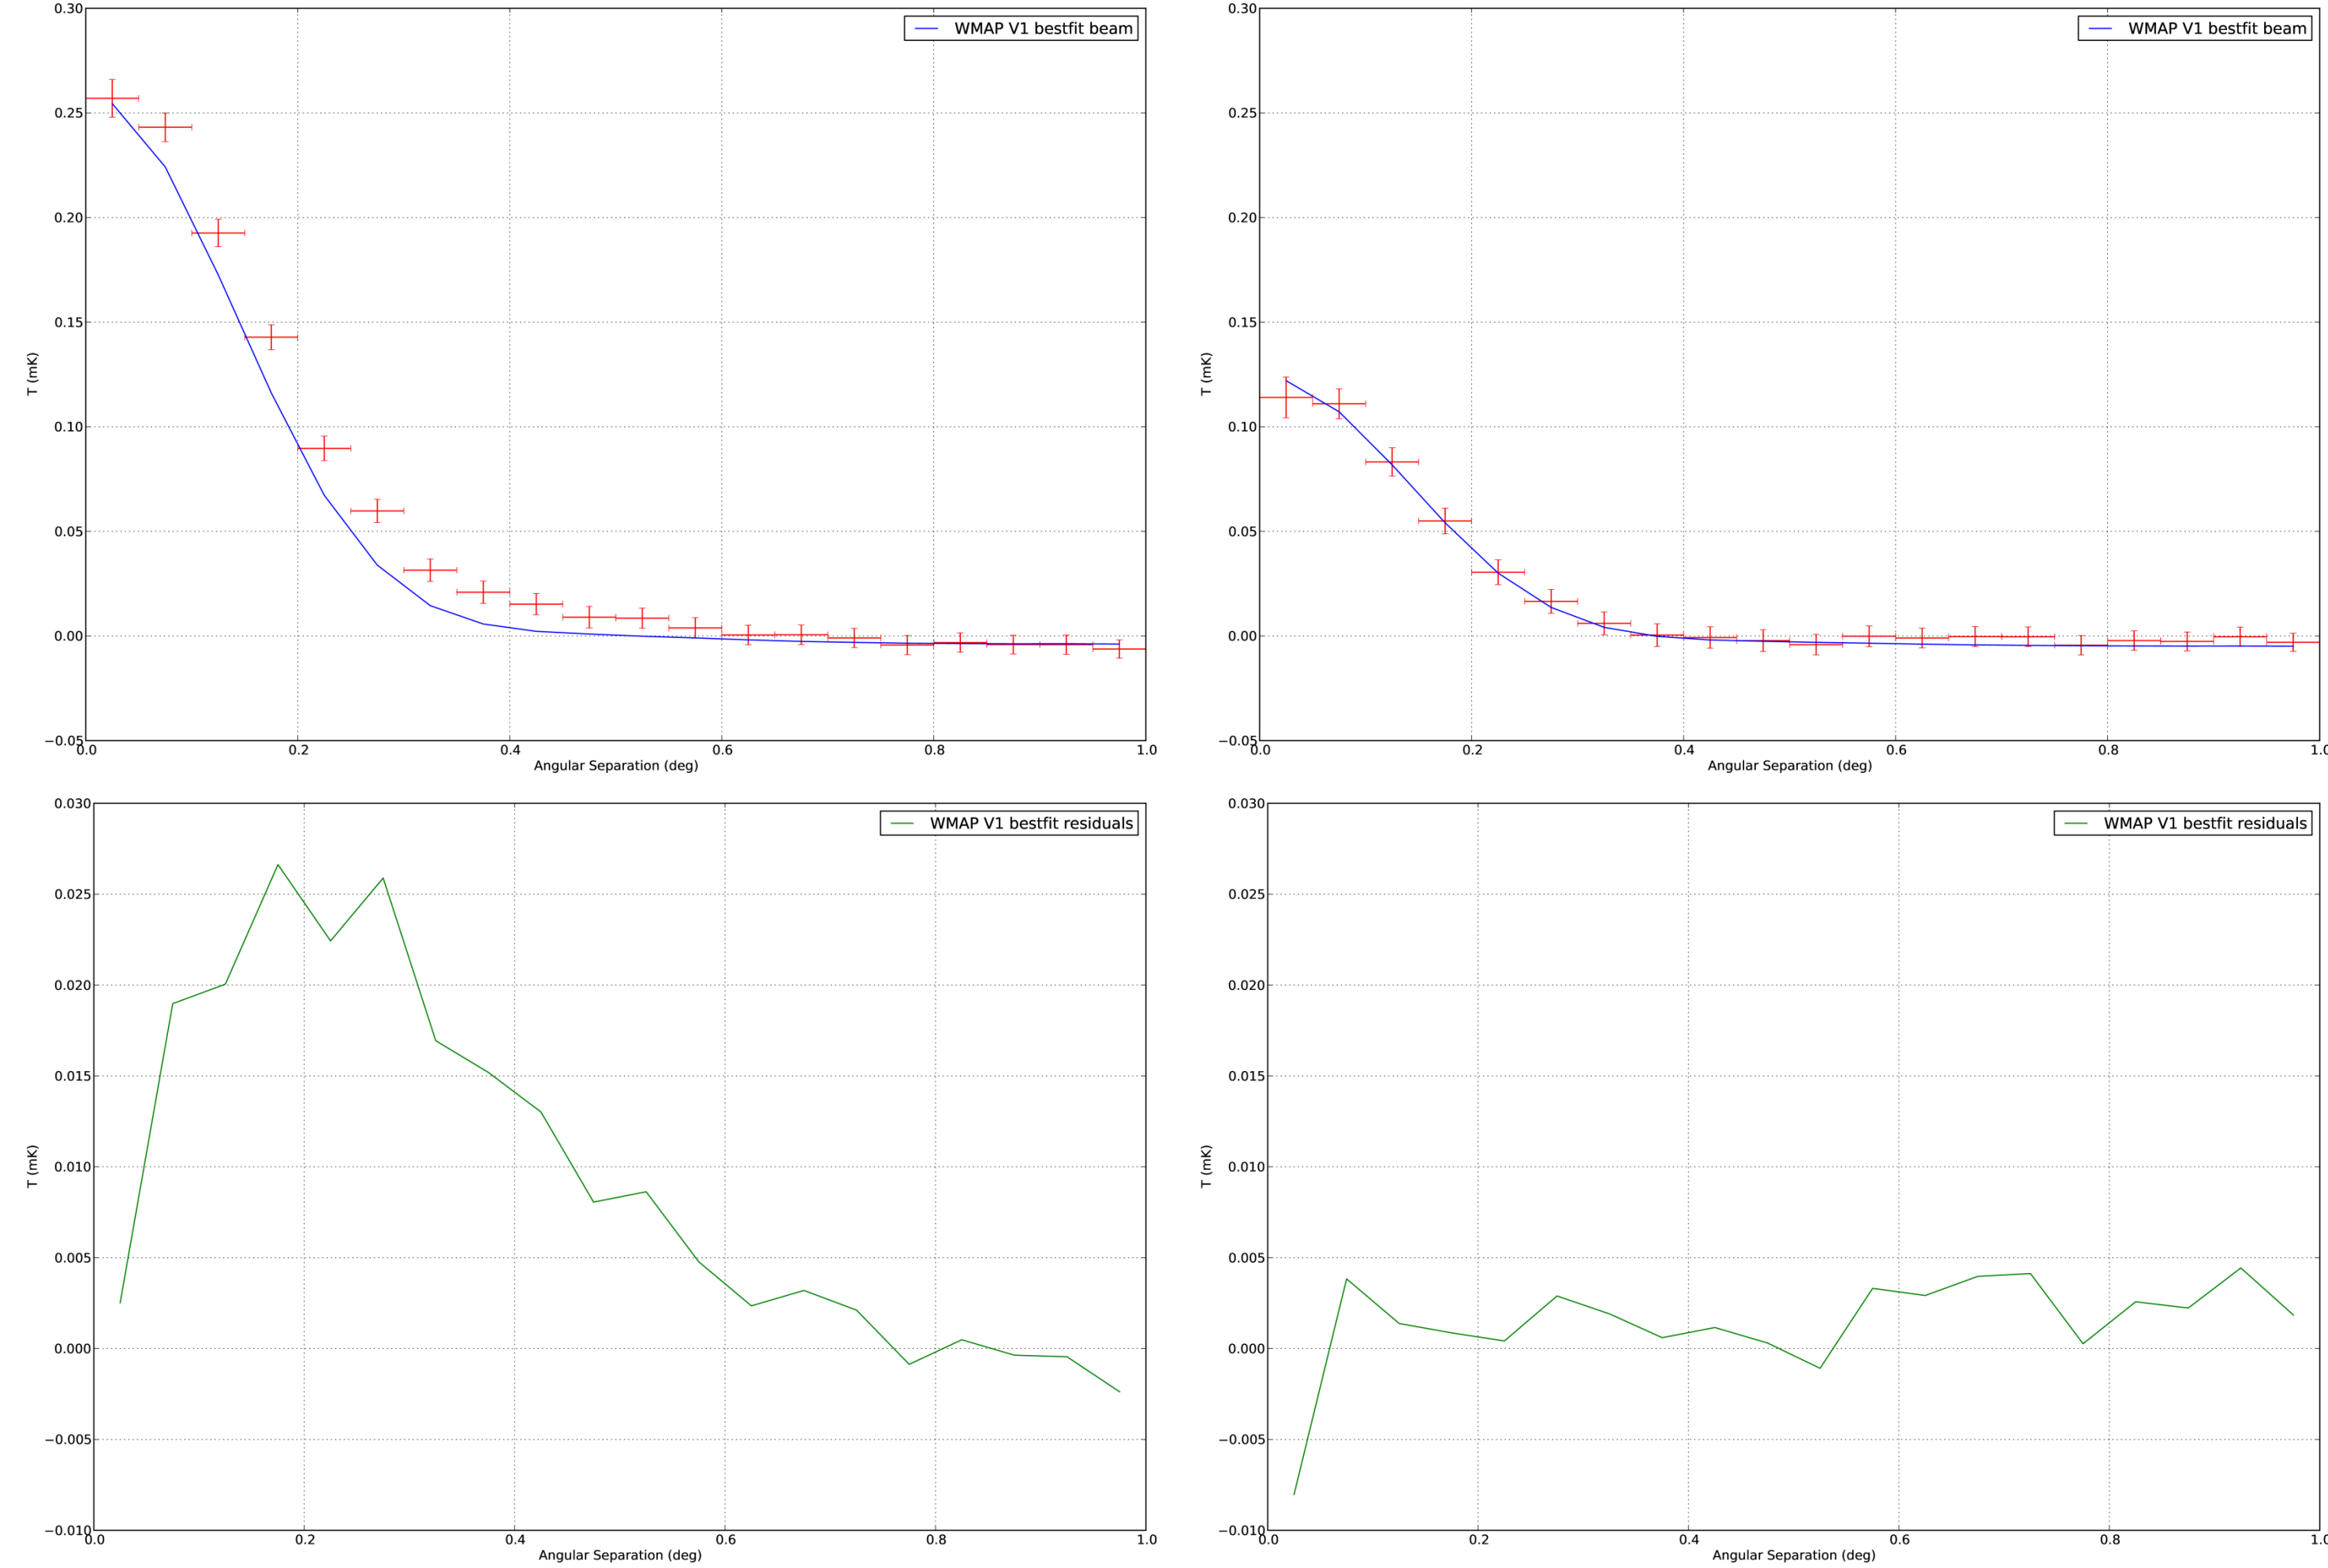 0.30
0.25
0.20
0.15
0.10
0.05
0.00
−0.05
T (mK)
WMAP V1 bestfit beam
0.0 0.2 0.4 0.6 0.8 1.0
Angular Separation (deg)
0.30
0.25
0.20
0.15
0.10
0.05
0.00
−0.05
T (mK)
WMAP V1 bestfit beam
0.0 0.2 0.4 0.6 0.8 1.0
Angular Separation (deg)
0.030
0.025
0.020
0.015
0.010
0.005
0.000
−0.005
−0.010
T (mK)
WMAP V1 bestfit residuals
0.0 0.2 0.4 0.6 0.8 1.0
Angular Separation (deg)
0.030
0.025
0.020
0.015
0.010
0.005
0.000
−0.005
−0.010
T (mK)
WMAP V1 bestfit residuals
0.0 0.2 0.4 0.6 0.8 1.0
Angular Separation (deg)